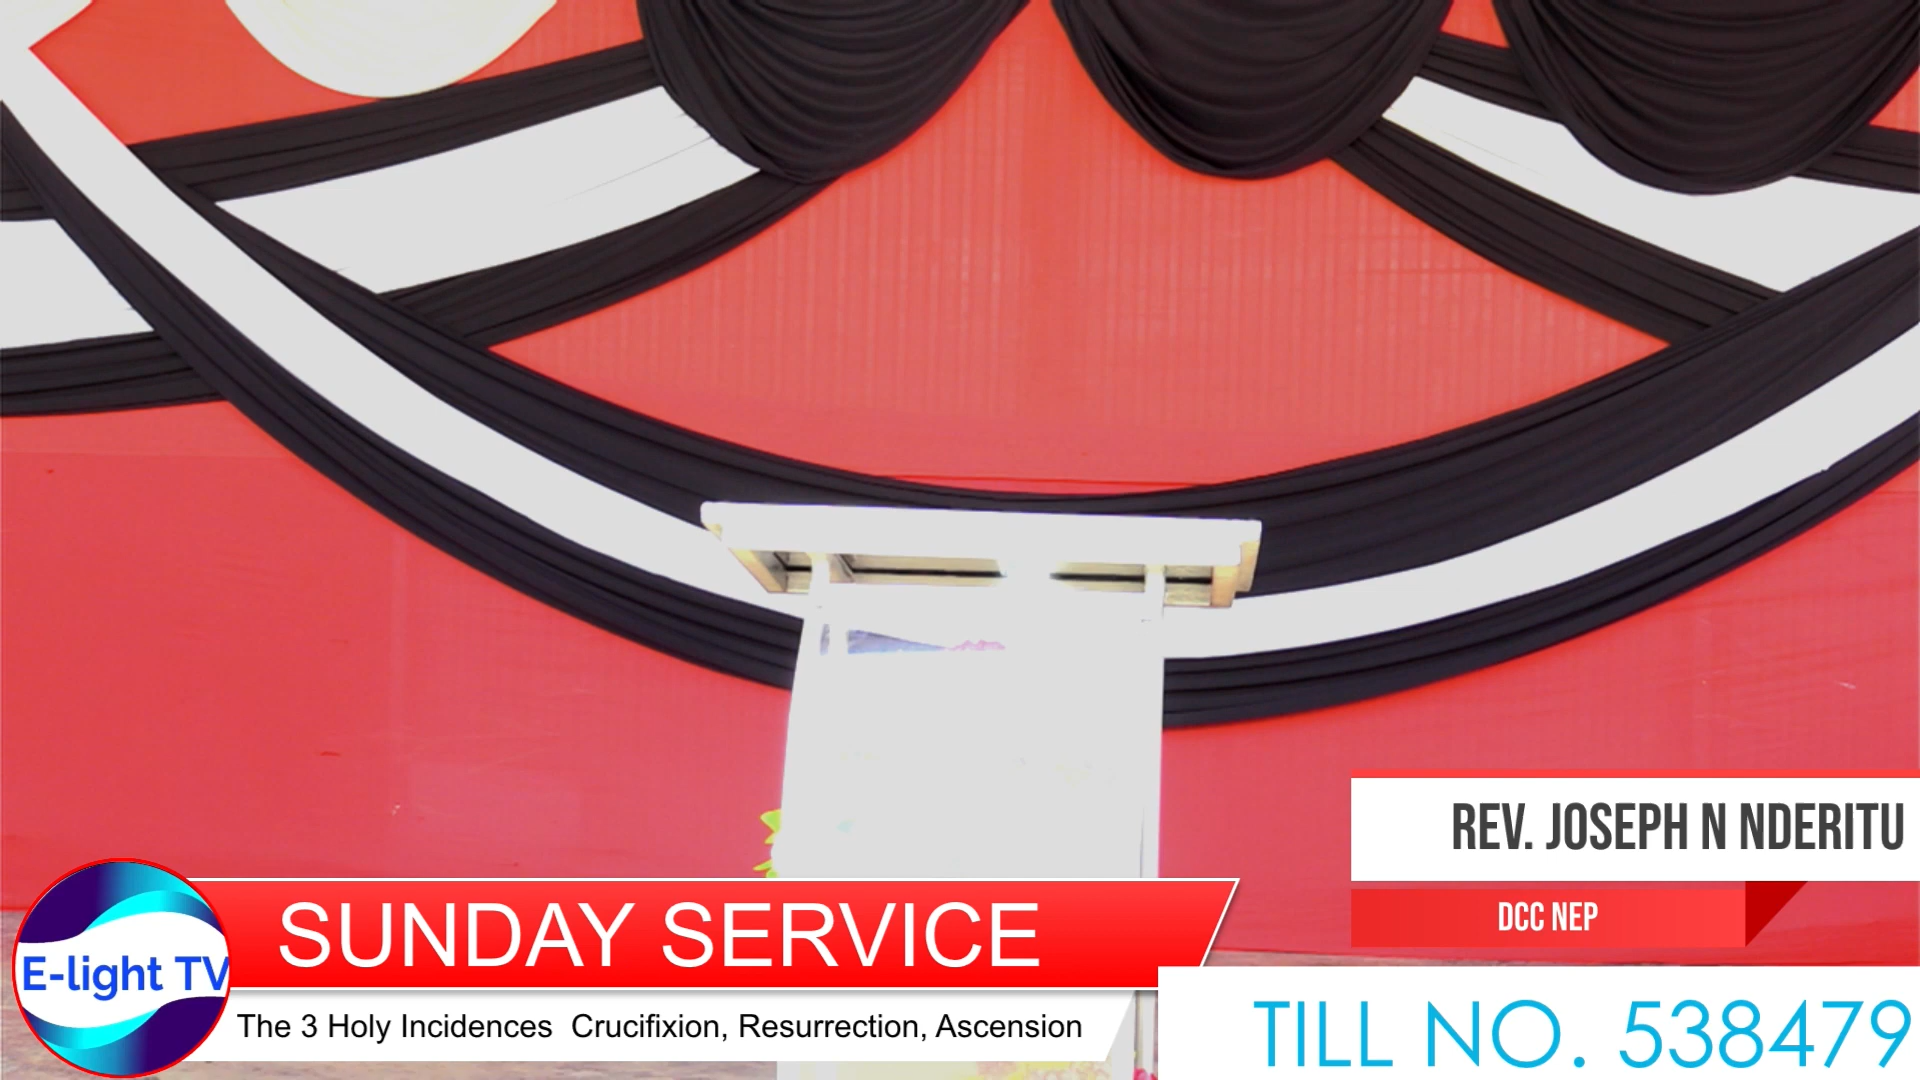 REV. JOSEPH N NDERITU
DCC NEP
SUNDAY SERVICE
E-light TV
The 3 Holy Incidences  Crucifixion, Resurrection, Ascension
TILL NO. 538479